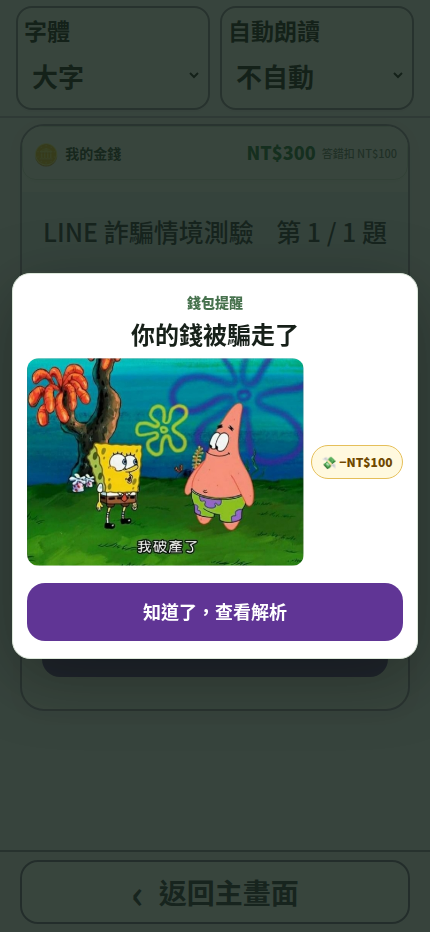 字體
自動朗讀
大字
不自動
我的金錢
NT$300 答錯扣 NT$100
LINE 詐騙情境測驗 第 1 / 1 題
錢包提醒
你的錢被騙走了
💸 −NT$100
我破產了
知道了，查看解析
‹ 返回主畫面